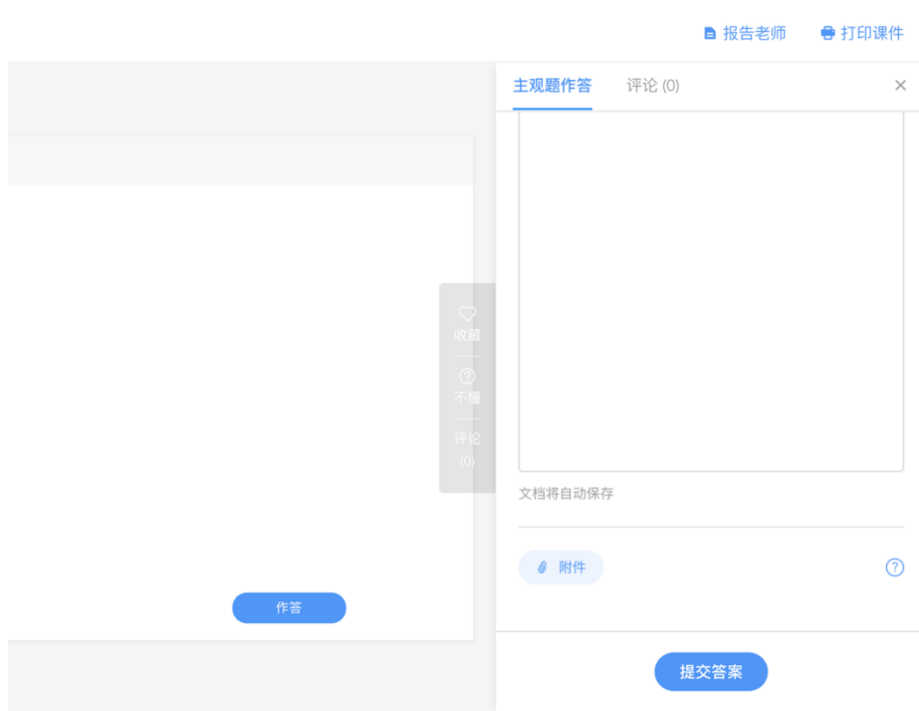 报告老师 打印课件
主观题作答 评论 (0)
收藏
不懂
评论
(0)
文档将自动保存
附件
作答
提交答案